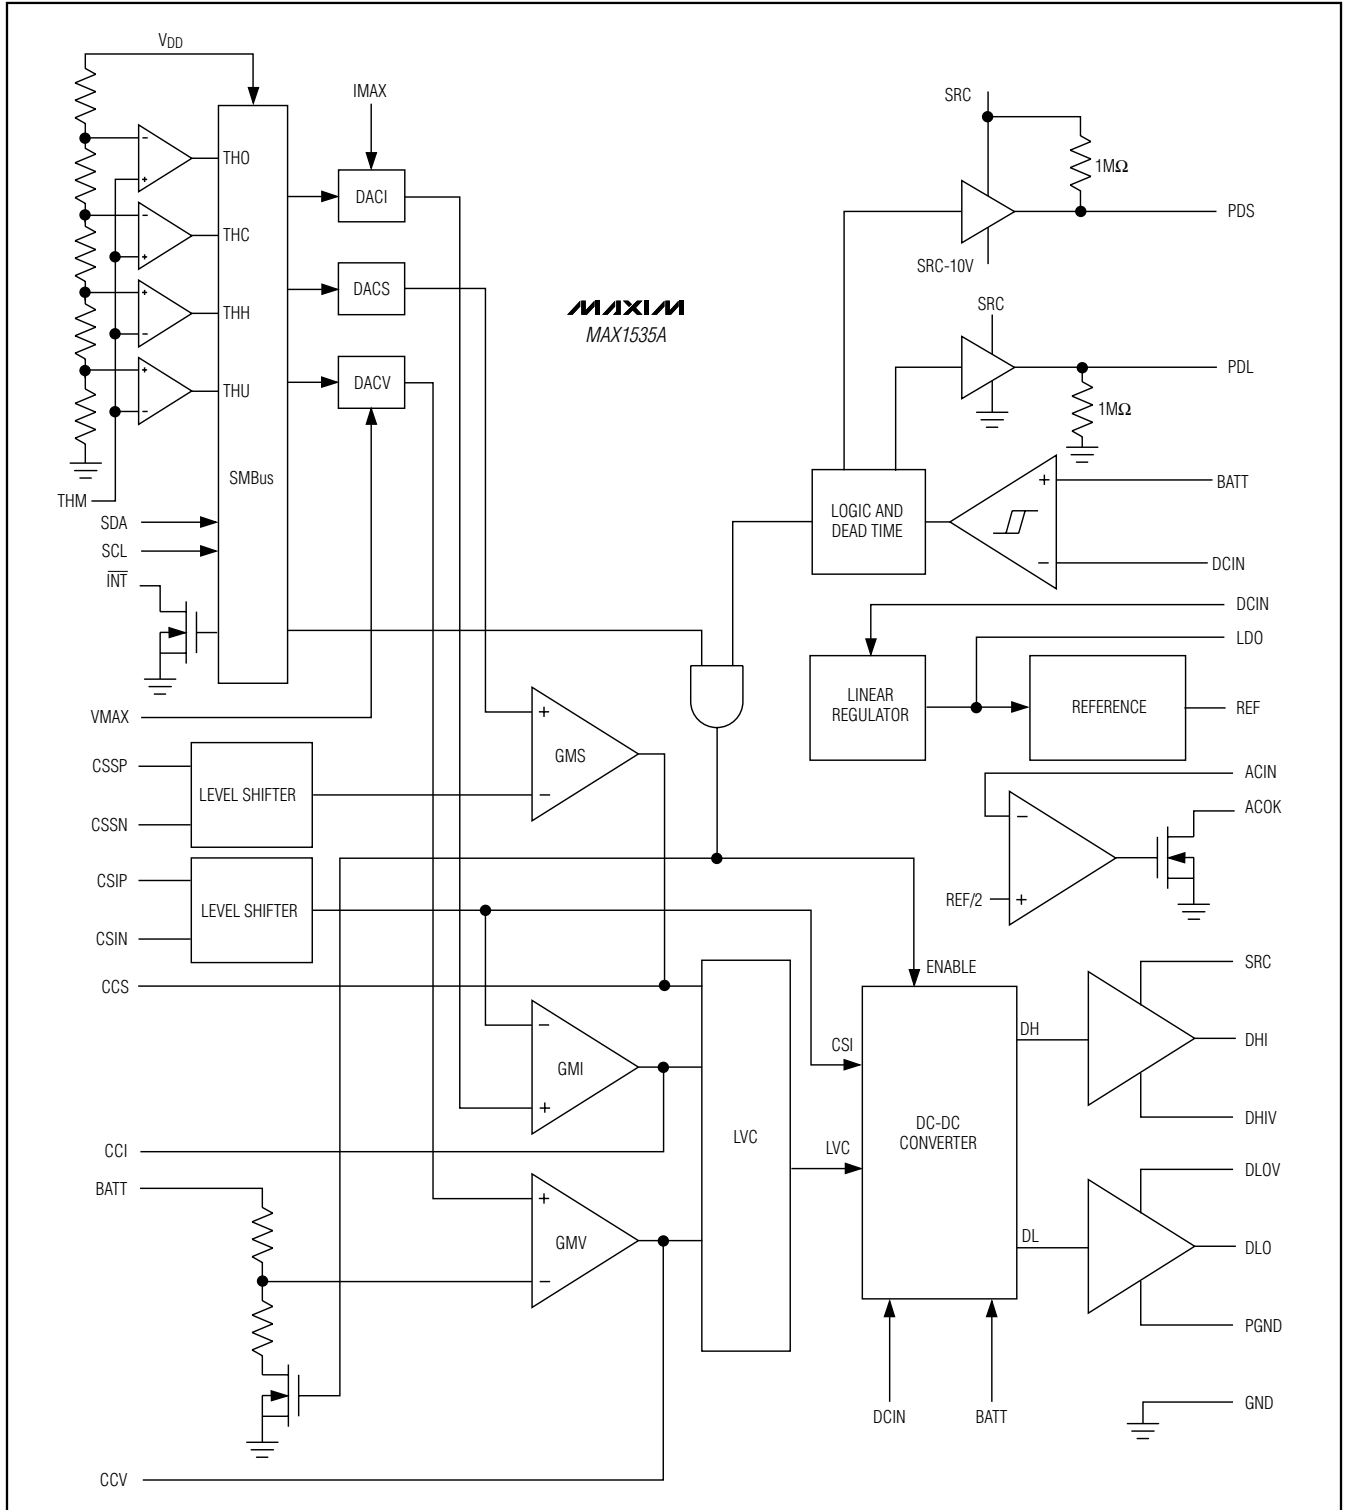 VDD
IMAX
THO
THC
THH
THU
SMBus
THM
SDA
SCL
INT
DACI
DACS
DACV
MAXIM
MAX1535A
SRC
1MΩ
PDS
SRC-10V
SRC
PDL
1MΩ
LOGIC AND
DEAD TIME
BATT
DCIN
DCIN
LDO
LINEAR
REGULATOR
REFERENCE
REF
ACIN
ACOK
REF/2
VMAX
CSSP
LEVEL SHIFTER
CSSN
CSIP
LEVEL SHIFTER
CSIN
CCS
GMS
GMI
CCI
BATT
GMV
CCV
LVC
ENABLE
CSI
LVC
DC-DC
CONVERTER
DH
DL
DCIN
BATT
SRC
DHI
DHIV
DLOV
DLO
PGND
GND